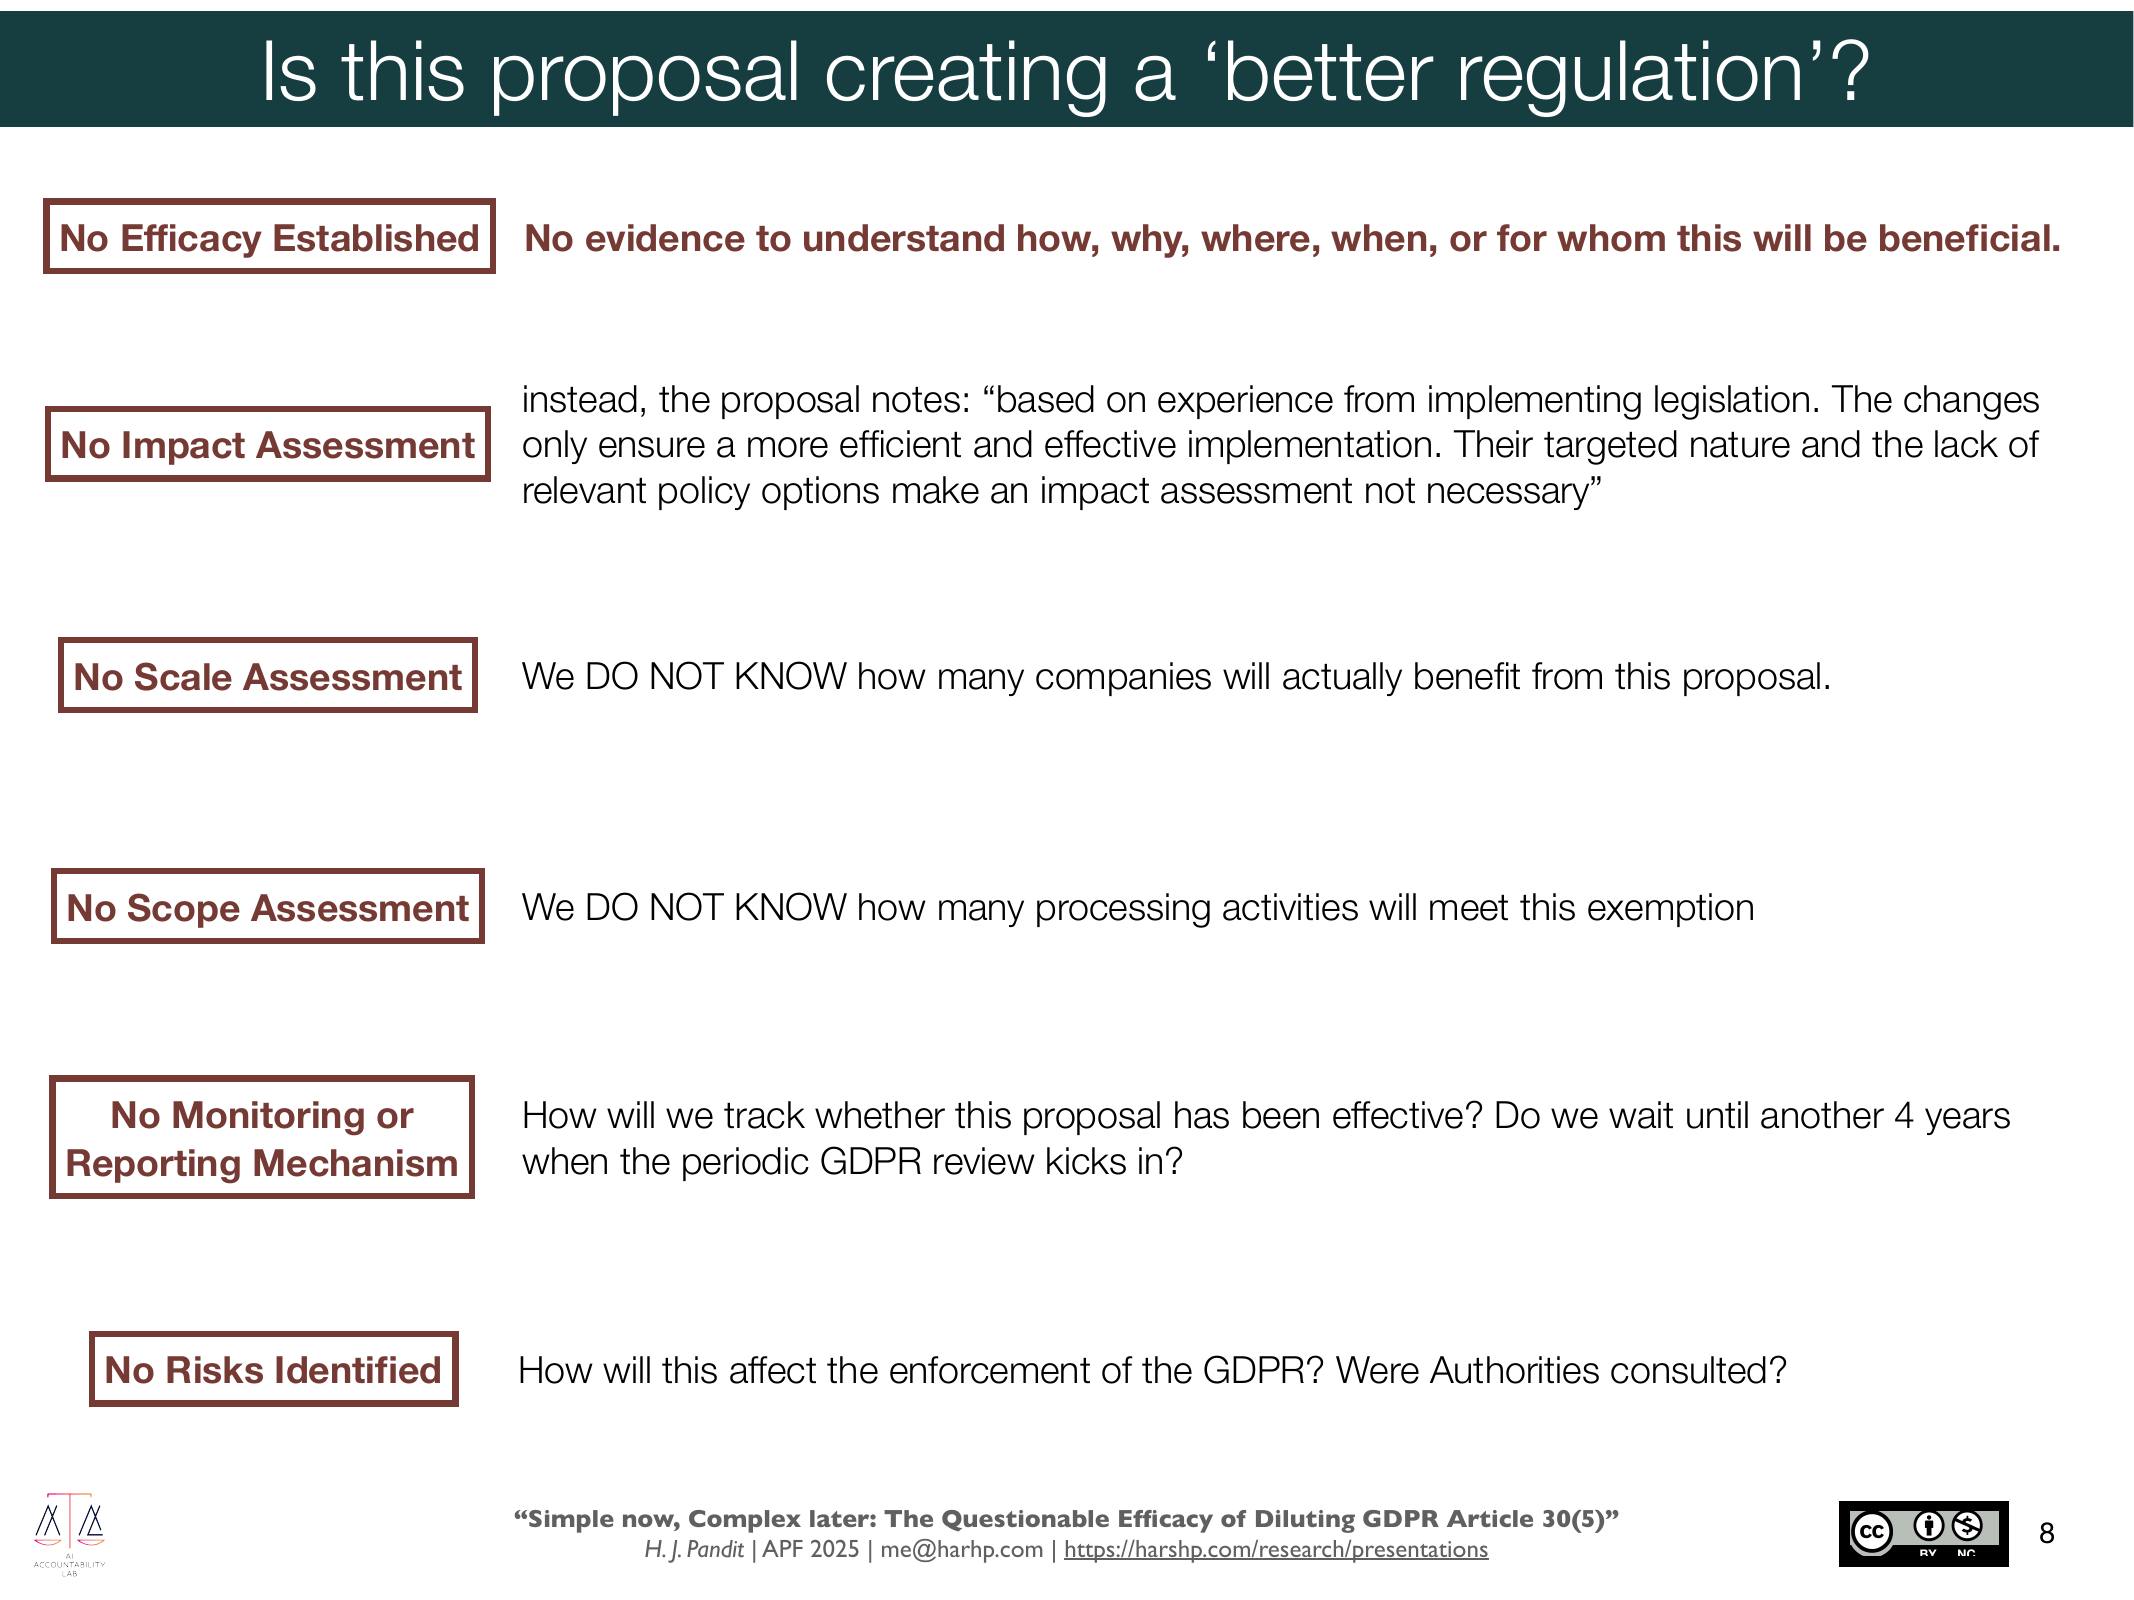 Is this proposal creating a ‘better regulation’?
No Efficacy Established
No evidence to understand how, why, where, when, or for whom this will be beneficial.
No Impact Assessment
instead, the proposal notes: “based on experience from implementing legislation. The changes
only ensure a more efficient and effective implementation. Their targeted nature and the lack of
relevant policy options make an impact assessment not necessary”
No Scale Assessment
We DO NOT KNOW how many companies will actually benefit from this proposal.
No Scope Assessment
We DO NOT KNOW how many processing activities will meet this exemption
No Monitoring or
Reporting Mechanism
How will we track whether this proposal has been effective? Do we wait until another 4 years
when the periodic GDPR review kicks in?
No Risks Identified
How will this affect the enforcement of the GDPR? Were Authorities consulted?
AI
ACCOUNTABILITY
LAB
“Simple now, Complex later: The Questionable Efficacy of Diluting GDPR Article 30(5)”
H. J. Pandit | APF 2025 | me@harhp.com | https://harshp.com/research/presentations
cc
BY NC
8